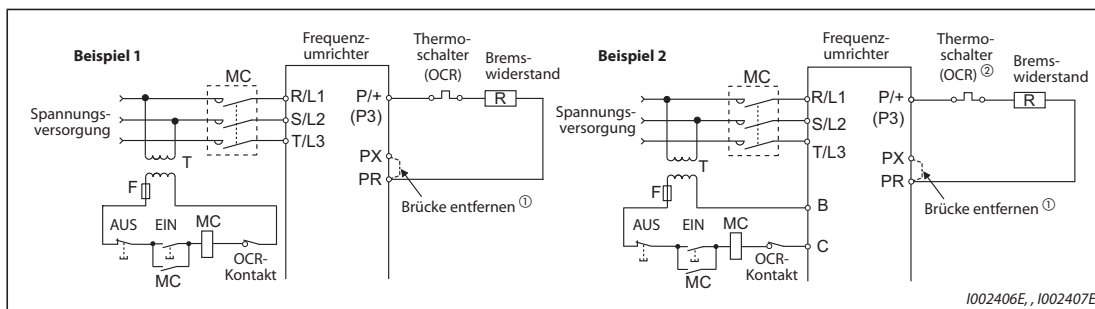 Beispiel 1
Frequenz-
umrichter
Thermo-
schalter
(OCR)
Brems-
widerstand
MC
R/L1
S/L2
T/L3
P/+
(P3)
R
Spannungs-
versorgung
T
PX
PR
F
Brücke entfernen ①
AUS
EIN
MC
MC
OCR-
Kontakt
Beispiel 2
Frequenz-
umrichter
Thermo-
schalter
(OCR) ②
Brems-
widerstand
MC
R/L1
S/L2
T/L3
P/+
(P3)
R
Spannungs-
versorgung
T
PX
PR
F
B
Brücke entfernen ①
AUS
EIN
MC
C
MC
OCR-
Kontakt
I002406E, , I002407E